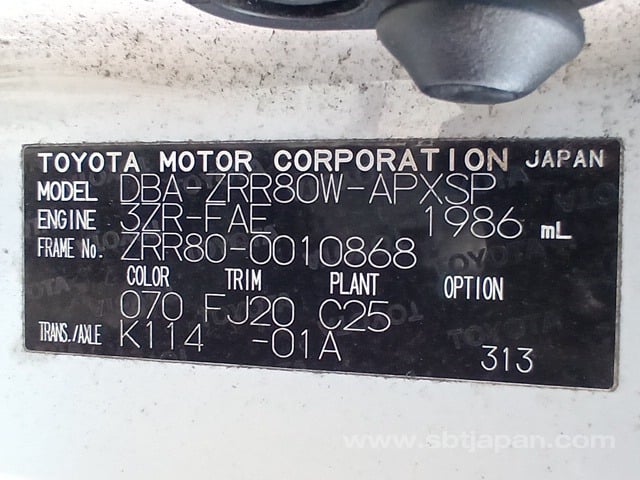 TOYOTA MOTOR CORPORATION JAPAN
MODEL DBA-ZRR80W-APXSP
ENGINE 3ZR-FAE 1986 mL
FRAME No. ZRR80-0010868
COLOR TRIM PLANT OPTION
070 FJ20 C25
TRANS./AXLE K114 -01A
313
www.sbtjapan.com